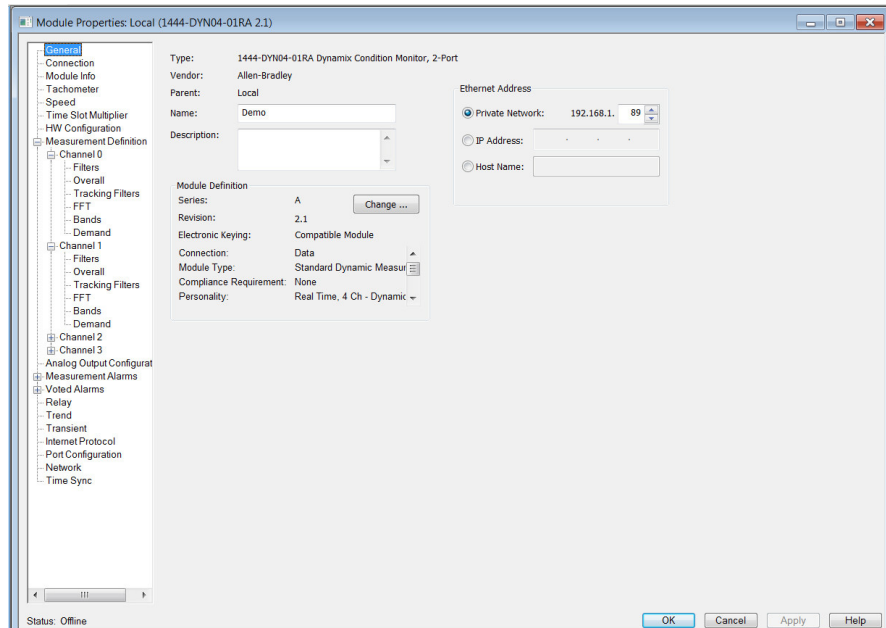 Module Properties: Local (1444-DYN04-01RA 2.1)
General
Connection
Module Info
Tachometer
Speed
Time Slot Multiplier
HW Configuration
Measurement Definition
Channel 0
Filters
Overall
Tracking Filters
FFT
Bands
Demand
Channel 1
Filters
Overall
Tracking Filters
FFT
Bands
Demand
Channel 2
Channel 3
Analog Output Configurat
Measurement Alarms
Voted Alarms
Relay
Trend
Transient
Internet Protocol
Port Configuration
Network
Time Sync
Type: 1444-DYN04-01RA Dynamix Condition Monitor, 2-Port
Vendor: Allen-Bradley
Parent: Local
Name: Demo
Description:
Module Definition
Series: A
Change ...
Revision: 2.1
Electronic Keying: Compatible Module
Connection: Data
Module Type: Standard Dynamic Measur
Compliance Requirement: None
Personality: Real Time, 4 Ch - Dynamic
Ethernet Address
Private Network: 192.168.1. 89
IP Address: . . .
Host Name:
Status: Offline
OK Cancel Apply Help